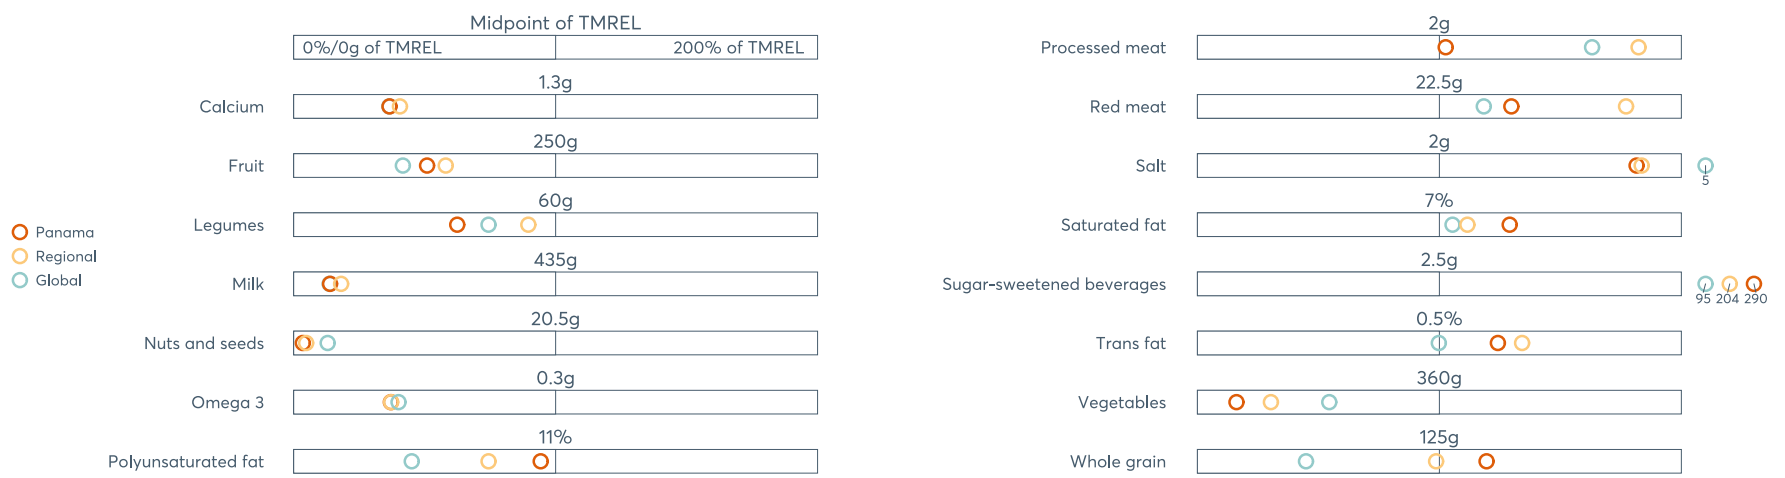 Midpoint of TMREL
0%/0g of TMREL
200% of TMREL
1.3g
Calcium
250g
Fruit
60g
Legumes
435g
Milk
20.5g
Nuts and seeds
0.3g
Omega 3
11%
Polyunsaturated fat
Panama
Regional
Global
2g
Processed meat
22.5g
Red meat
2g
Salt
5
7%
Saturated fat
2.5g
Sugar-sweetened beverages
95 204 290
0.5%
Trans fat
360g
Vegetables
125g
Whole grain